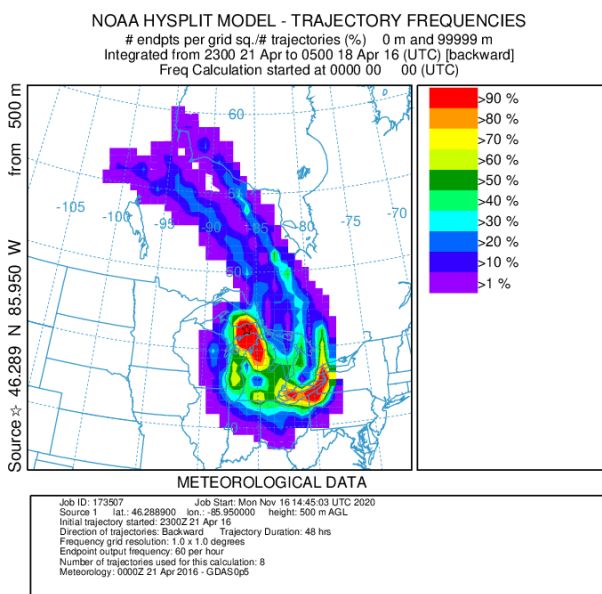 NOAA HYSPLIT MODEL - TRAJECTORY FREQUENCIES
# endpts per grid sq./# trajectories (%) 0 m and 99999 m
Integrated from 2300 21 Apr to 0500 18 Apr 16 (UTC) [backward]
Freq Calculation started at 0000 00 00 (UTC)
Source ☆ 46.289 N 85.950 W from 500 m
60
-105
-100
-95
-90
-85
-80
-75
-70
50
40
>90 %
>80 %
>70 %
>60 %
>50 %
>40 %
>30 %
>20 %
>10 %
>1 %
METEOROLOGICAL DATA
Job ID: 173507 Job Start: Mon Nov 16 14:45:03 UTC 2020
Source 1 lat.: 46.288900 lon.: -85.950000 height: 500 m AGL
Initial trajectory started: 2300Z 21 Apr 16
Direction of trajectories: Backward Trajectory Duration: 48 hrs
Frequency grid resolution: 1.0 x 1.0 degrees
Endpoint output frequency: 60 per hour
Number of trajectories used for this calculation: 8
Meteorology: 0000Z 21 Apr 2016 - GDAS0p5